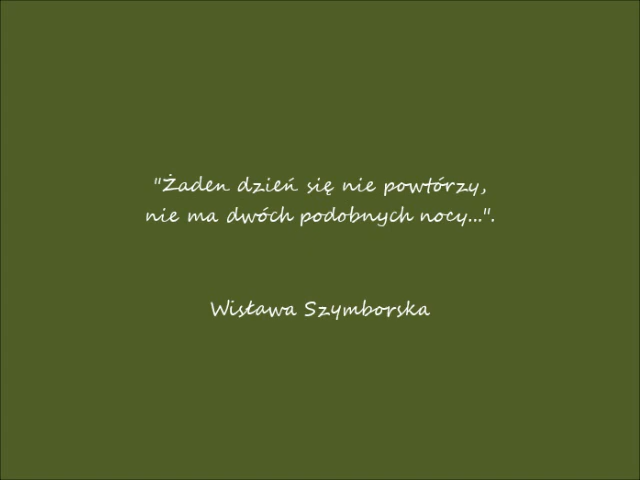 "Żaden dzień się nie powtórzy,
nie ma dwóch podobnych nocy...".
Wisława Szymborska